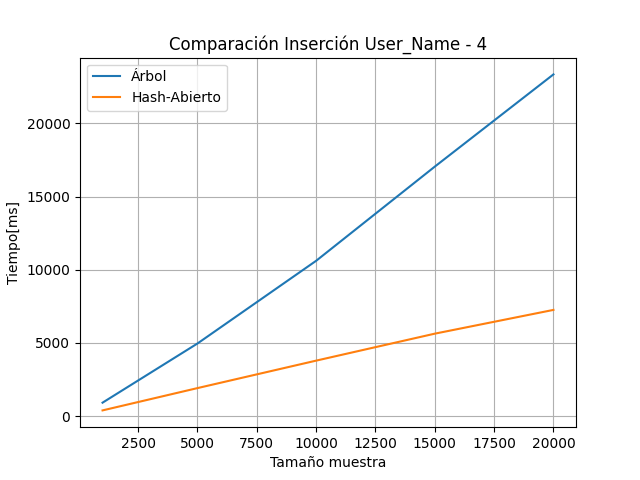 Comparación Inserción User_Name - 4
Árbol
Hash-Abierto
Tiempo[ms]
20000
15000
10000
5000
0
2500 5000 7500 10000 12500 15000 17500 20000
Tamaño muestra